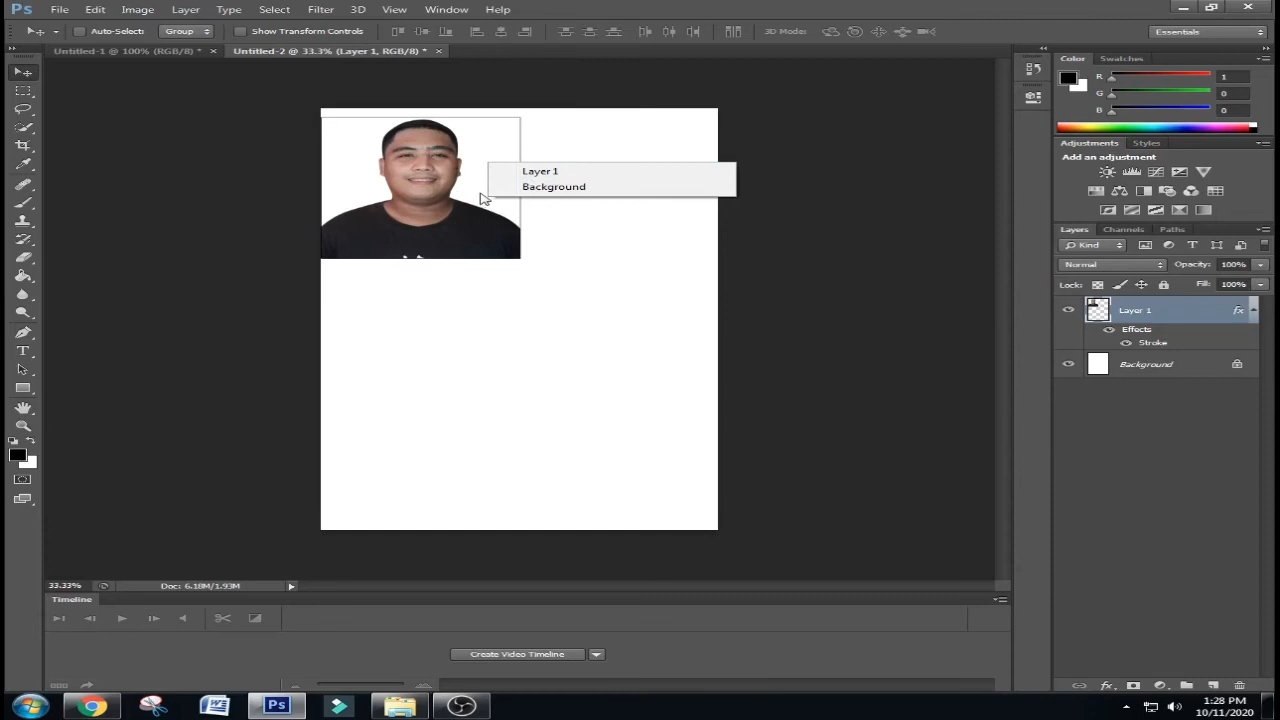 Ps File Edit Image Layer Type Select Filter 3D View Window Help
Auto-Select: Group Show Transform Controls 3D Mode: Essentials
Untitled-1 @ 100% (RGB/8) * × Untitled-2 @ 33.3% (Layer 1, RGB/8) * ×
Color Swatches
R 1
G 0
B 0
Adjustments Styles
Add an adjustment
Layer 1
Background
Layers Channels Paths
Kind
Normal Opacity: 100%
Lock: Fill: 100%
Layer 1 fx
Effects
Stroke
Background
33.33% Doc: 6.18M/1.93M
Timeline
Create Video Timeline
1:28 PM
10/11/2020